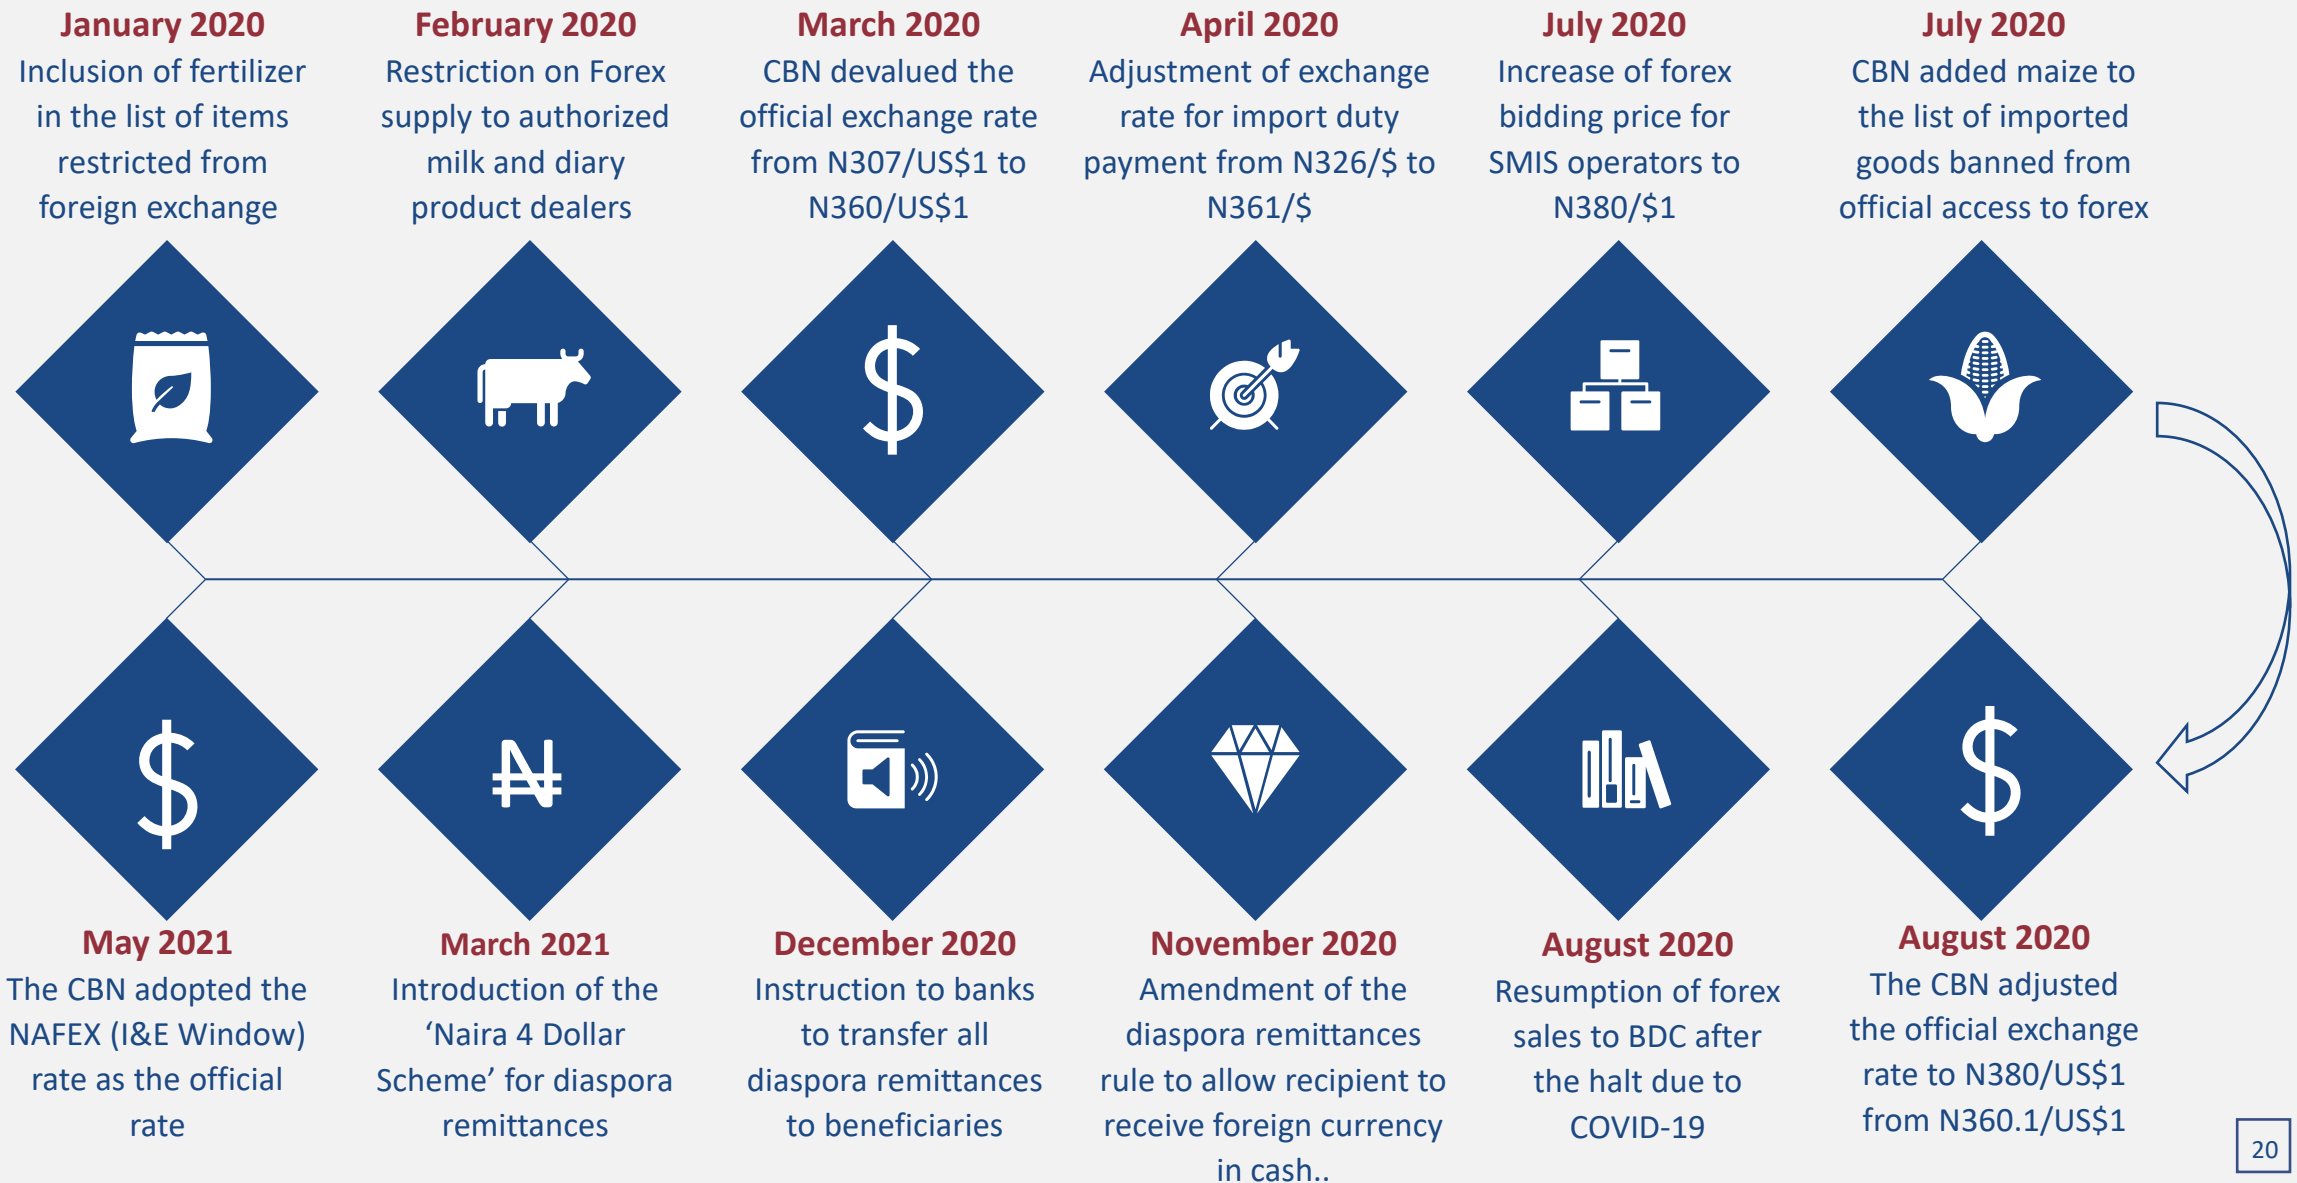 January 2020
Inclusion of fertilizer
in the list of items
restricted from
foreign exchange
February 2020
Restriction on Forex
supply to authorized
milk and diary
product dealers
March 2020
CBN devalued the
official exchange rate
from N307/US$1 to
N360/US$1
April 2020
Adjustment of exchange
rate for import duty
payment from N326/$ to
N361/$
July 2020
Increase of forex
bidding price for
SMIS operators to
N380/$1
July 2020
CBN added maize to
the list of imported
goods banned from
official access to forex
$
$
₦
$
May 2021
The CBN adopted the
NAFEX (I&E Window)
rate as the official
rate
March 2021
Introduction of the
‘Naira 4 Dollar
Scheme’ for diaspora
remittances
December 2020
Instruction to banks
to transfer all
diaspora remittances
to beneficiaries
November 2020
Amendment of the
diaspora remittances
rule to allow recipient to
receive foreign currency
in cash..
August 2020
Resumption of forex
sales to BDC after
the halt due to
COVID-19
August 2020
The CBN adjusted
the official exchange
rate to N380/US$1
from N360.1/US$1
20